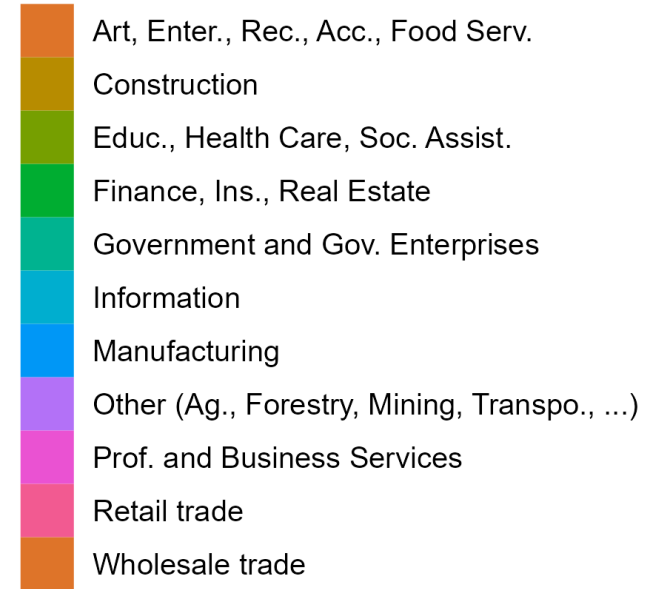 Art, Enter., Rec., Acc., Food Serv.
Construction
Educ., Health Care, Soc. Assist.
Finance, Ins., Real Estate
Government and Gov. Enterprises
Information
Manufacturing
Other (Ag., Forestry, Mining, Transpo., ...)
Prof. and Business Services
Retail trade
Wholesale trade